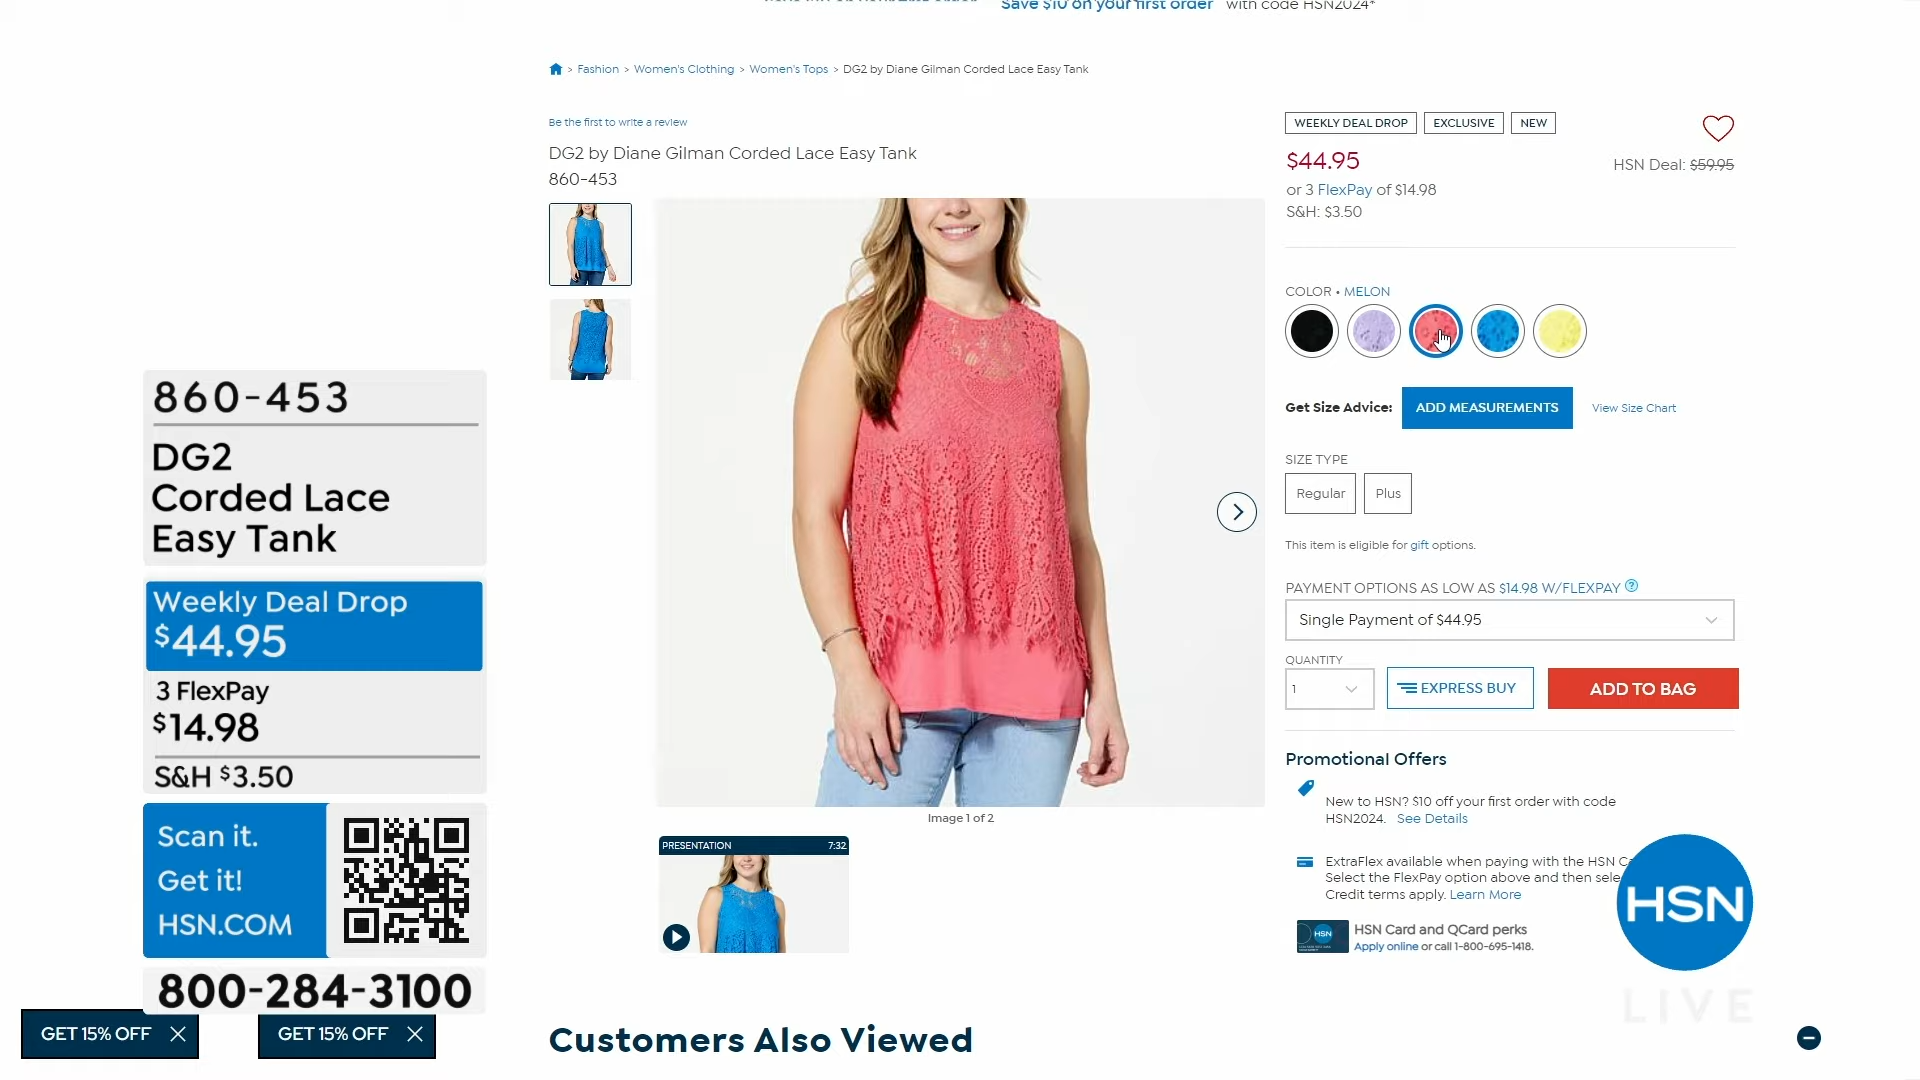 Save $10 on your first order with code HSN2024*
> Fashion > Women's Clothing > Women's Tops > DG2 by Diane Gilman Corded Lace Easy Tank
Be the first to write a review
DG2 by Diane Gilman Corded Lace Easy Tank
860-453
WEEKLY DEAL DROP
EXCLUSIVE
NEW
$44.95
HSN Deal: $59.95
or 3 FlexPay of $14.98
S&H: $3.50
COLOR • MELON
Get Size Advice:
ADD MEASUREMENTS
View Size Chart
SIZE TYPE
Regular
Plus
This item is eligible for gift options.
PAYMENT OPTIONS AS LOW AS $14.98 W/FLEXPAY ?
Single Payment of $44.95
QUANTITY
1
EXPRESS BUY
ADD TO BAG
Promotional Offers
New to HSN? $10 off your first order with code
HSN2024. See Details
ExtraFlex available when paying with the HSN
Select the FlexPay option above and then
Credit terms apply. Learn More
HSN
HSN Card and QCard perks
Apply online or call 1-800-695-1418.
HSN
LIVE
Image 1 of 2
PRESENTATION 7:32
860-453
DG2
Corded Lace
Easy Tank
Weekly Deal Drop
$44.95
3 FlexPay
$14.98
S&H $3.50
Scan it.
Get it!
HSN.COM
800-284-3100
GET 15% OFF
GET 15% OFF
Customers Also Viewed